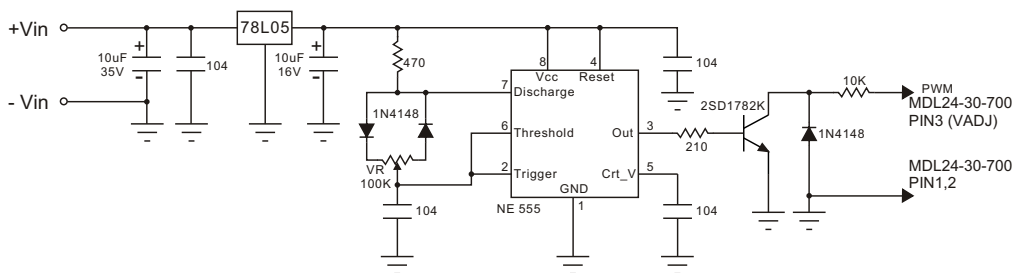 +Vin
78L05
10uF
35V
104
10uF
16V
470
8
4
Vcc
Reset
104
7
Discharge
1N4148
6
Threshold
Out
3
210
2SD1782K
10K
PWM
MDL24-30-700
PIN3 (VADJ)
1N4148
- Vin
VR
100K
2
Trigger
Crt_V
5
GND
1
NE 555
104
104
MDL24-30-700
PIN1,2